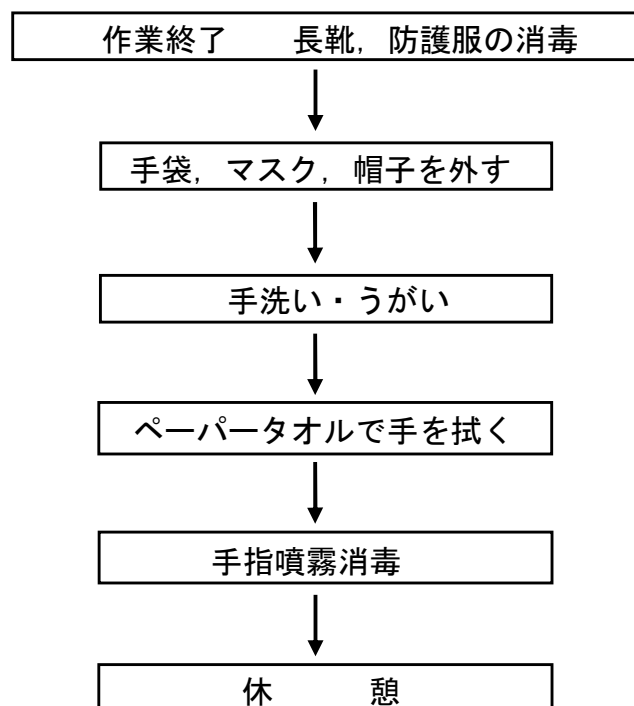 作業終了　　長靴，防護服の消毒
手袋，マスク，帽子を外す
手洗い・うがい
ペーパータオルで手を拭く
手指噴霧消毒
休　　　憩